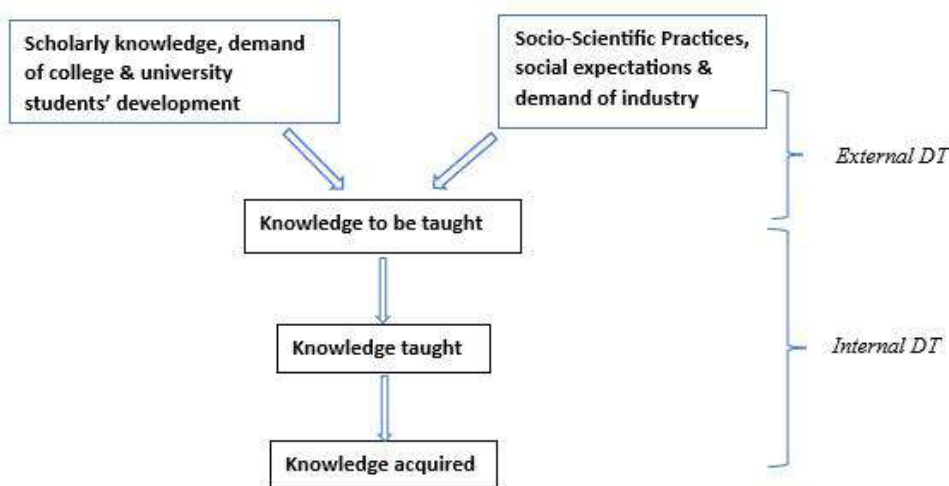 Scholarly knowledge, demand
of college & university
students’ development
Socio-Scientific Practices,
social expectations &
demand of industry
External DT
Knowledge to be taught
Knowledge taught
Internal DT
Knowledge acquired